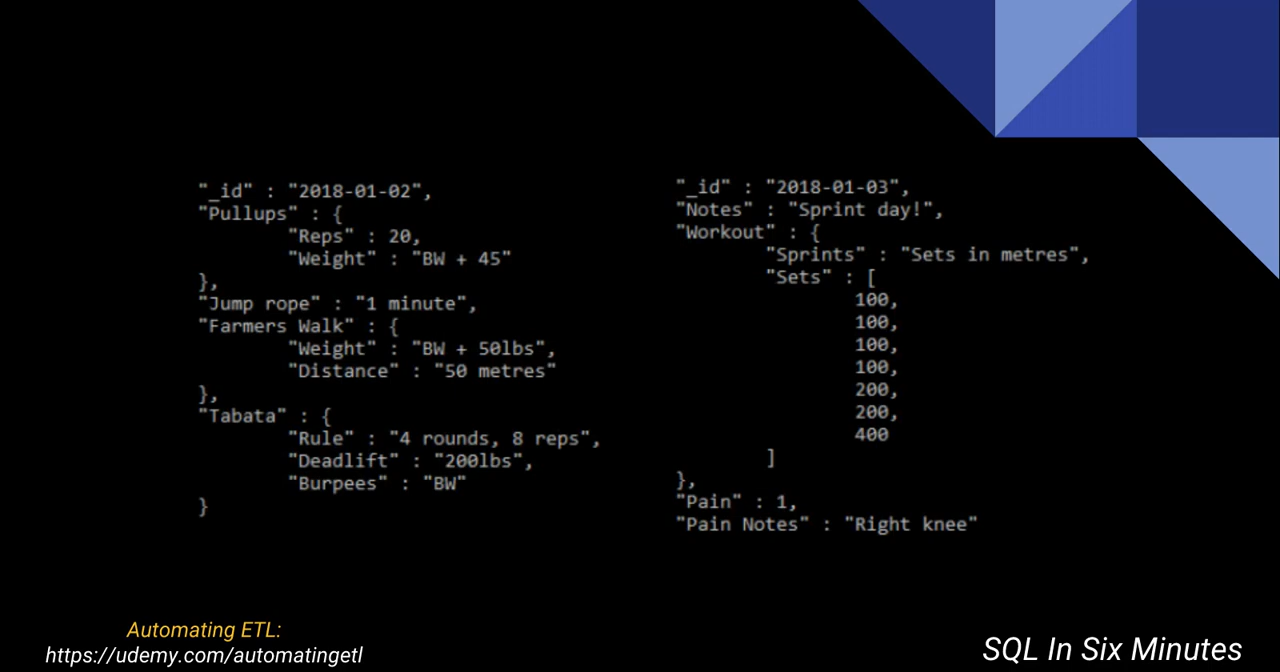 "_id" : "2018-01-02",
"Pullups" : {
"Reps" : 20,
"Weight" : "BW + 45"
},
"Jump rope" : "1 minute",
"Farmers Walk" : {
"Weight" : "BW + 50lbs",
"Distance" : "50 metres"
},
"Tabata" : {
"Rule" : "4 rounds, 8 reps",
"Deadlift" : "200lbs",
"Burpees" : "BW"
}
"_id" : "2018-01-03",
"Notes" : "Sprint day!",
"Workout" : {
"Sprints" : "Sets in metres",
"Sets" : [
100,
100,
100,
100,
200,
200,
400
]
},
"Pain" : 1,
"Pain Notes" : "Right knee"
Automating ETL:
https://udemy.com/automatingetl
SQL In Six Minutes